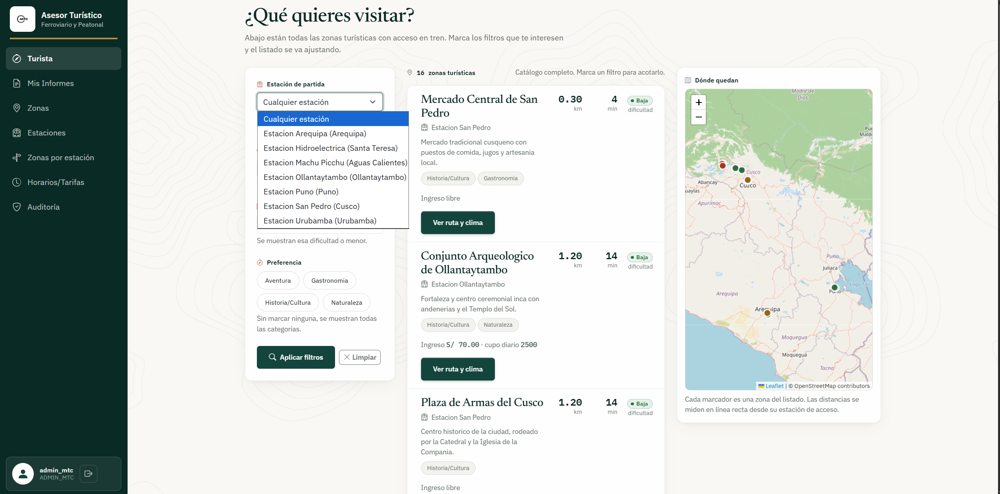 MTC
Asesor Turístico
Ferroviario y Peatonal
Turista
Mis Informes
Zonas
Estaciones
Zonas por estación
Horarios/Tarifas
Auditoría
admin_mtc
ADMIN_MTC
¿Qué quieres visitar?
Abajo están todas las zonas turísticas con acceso en tren. Marca los filtros que te interesen
y el listado se va ajustando.
Estación de partida
Cualquier estación
Cualquier estación
Estacion Arequipa (Arequipa)
Estacion Hidroelectrica (Santa Teresa)
Estacion Machu Picchu (Aguas Calientes)
Estacion Ollantaytambo (Ollantaytambo)
Estacion Puno (Puno)
Estacion San Pedro (Cusco)
Estacion Urubamba (Urubamba)
Se muestran esa dificultad o menor.
Preferencia
Aventura
Gastronomia
Historia/Cultura
Naturaleza
Sin marcar ninguna, se muestran todas
las categorías.
Aplicar filtros
Limpiar
16 zonas turísticas
Catálogo completo. Marca un filtro para acotarlo.
Mercado Central de San
Pedro
0.30
km
4
min
Baja
dificultad
Estacion San Pedro
Mercado tradicional cusqueno con
puestos de comida, jugos y artesania
local.
Historia/Cultura
Gastronomia
Ingreso libre
Ver ruta y clima
Conjunto Arqueologico
de Ollantaytambo
1.20
km
14
min
Baja
dificultad
Estacion Ollantaytambo
Fortaleza y centro ceremonial inca con
andenerias y el Templo del Sol.
Historia/Cultura
Naturaleza
Ingreso S/ 70.00 · cupo diario 2500
Ver ruta y clima
Plaza de Armas del Cusco
1.20
km
14
min
Baja
dificultad
Estacion San Pedro
Centro historico de la ciudad, rodeado
por la Catedral y la Iglesia de la
Compania.
Historia/Cultura
Ingreso libre
Dónde quedan
+
−
Madre de
Dios
Pue
Maldo
Cusco
Abancay
Cuzco
uaylas
Apurímac
Puno
Juliaca
Lago Titic
Puno
Arequipa
Arequipa
Moquegua
Moquegua
Tacna
Leaflet | © OpenStreetMap contributors
Cada marcador es una zona del listado. Las distancias se
miden en línea recta desde su estación de acceso.